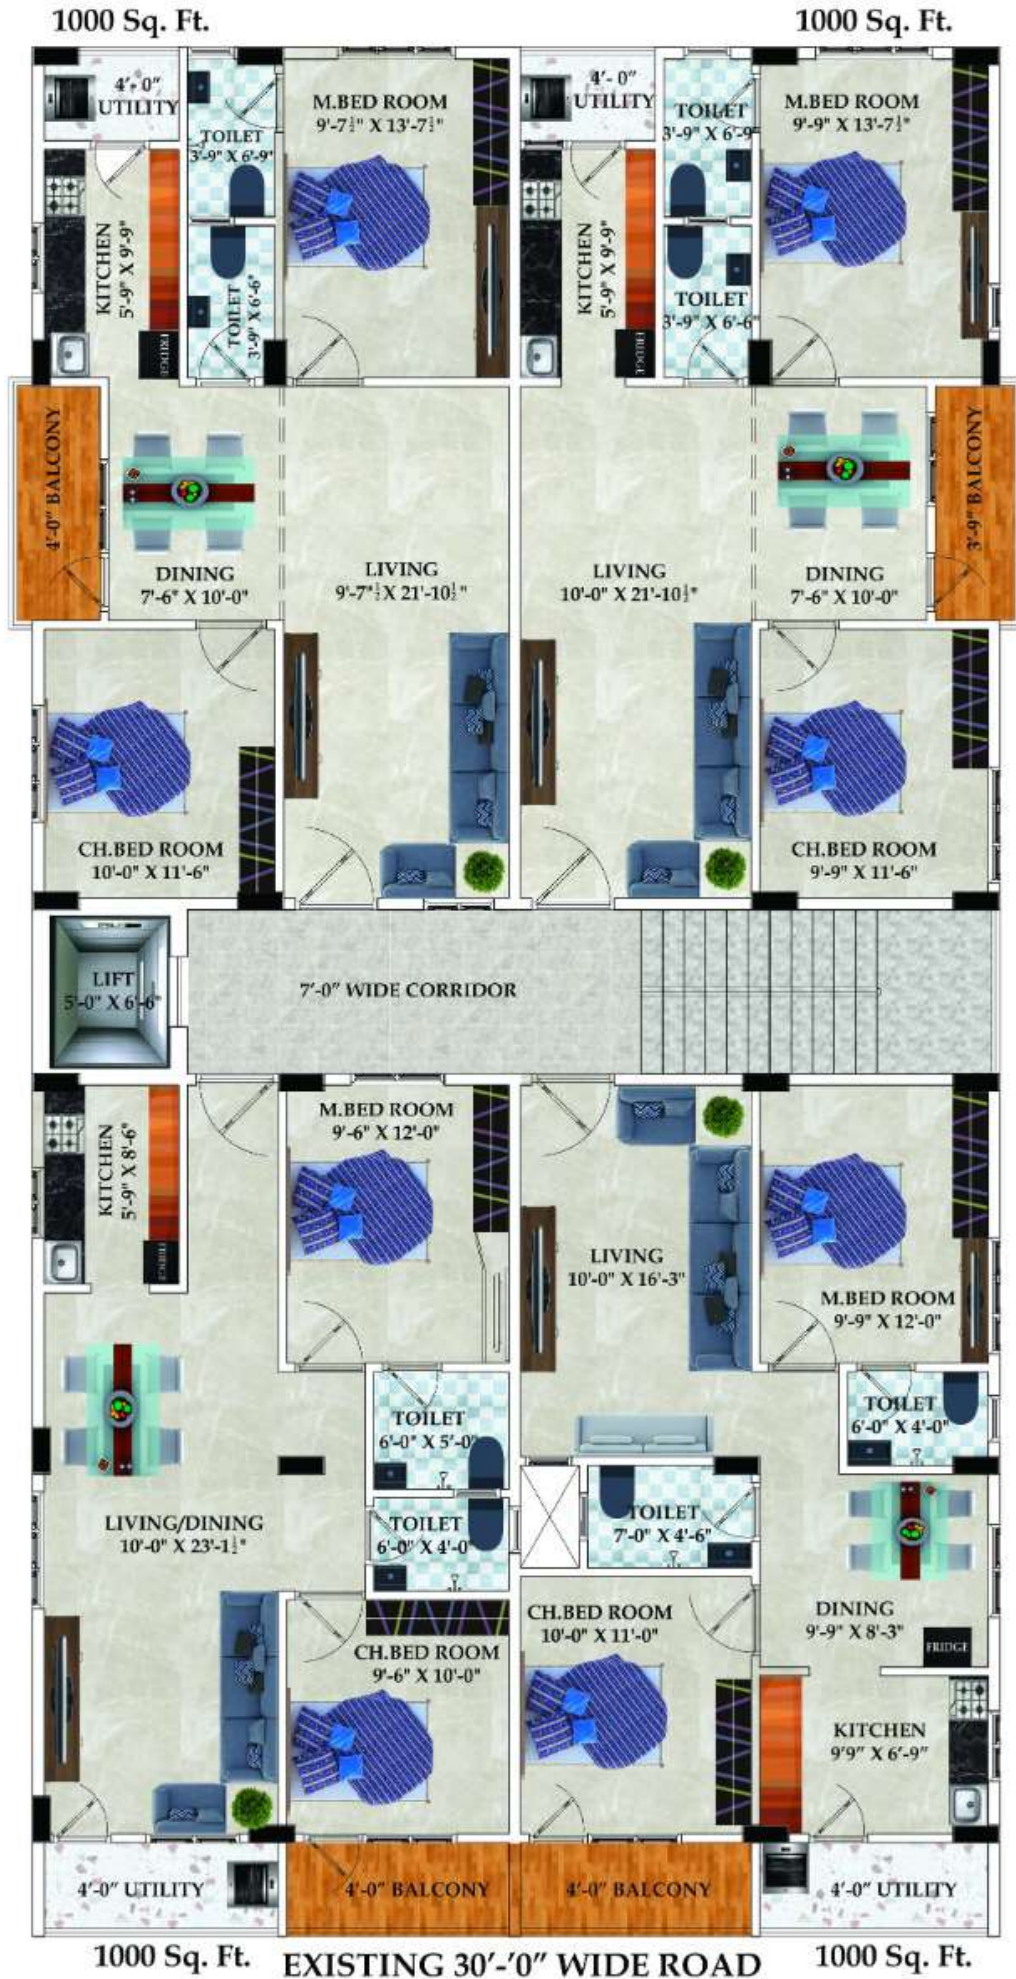 1000 Sq. Ft.
1000 Sq. Ft.
4'-0"
UTILITY
TOILET
3'-9" X 6'-9"
M.BED ROOM
9'-7½" X 13'-7½"
4'-0"
UTILITY
TOILET
3'-9" X 6'-9"
M.BED ROOM
9'-9" X 13'-7½"
KITCHEN
5'-9" X 9'-9"
FRIDGE
TOILET
3'-9" X 6'-6"
KITCHEN
5'-9" X 9'-9"
FRIDGE
TOILET
3'-9" X 6'-6"
4'-0" BALCONY
DINING
7'-6" X 10'-0"
LIVING
9'-7"½ X 21'-10½"
LIVING
10'-0" X 21'-10½"
DINING
7'-6" X 10'-0"
3'-9" BALCONY
CH.BED ROOM
10'-0" X 11'-6"
CH.BED ROOM
9'-9" X 11'-6"
LIFT
5'-0" X 6'-6"
7'-0" WIDE CORRIDOR
KITCHEN
5'-9" X 8'-6"
FRIDGE
M.BED ROOM
9'-6" X 12'-0"
LIVING
10'-0" X 16'-3"
M.BED ROOM
9'-9" X 12'-0"
TOILET
6'-0" X 5'-0"
TOILET
6'-0" X 4'-0"
LIVING/DINING
10'-0" X 23'-1½"
TOILET
6'-0" X 4'-0"
TOILET
7'-0" X 4'-6"
DINING
9'-9" X 8'-3"
FRIDGE
CH.BED ROOM
9'-6" X 10'-0"
CH.BED ROOM
10'-0" X 11'-0"
KITCHEN
9'9" X 6'-9"
4'-0" UTILITY
4'-0" BALCONY
4'-0" BALCONY
4'-0" UTILITY
1000 Sq. Ft.
EXISTING 30'-'0" WIDE ROAD
1000 Sq. Ft.